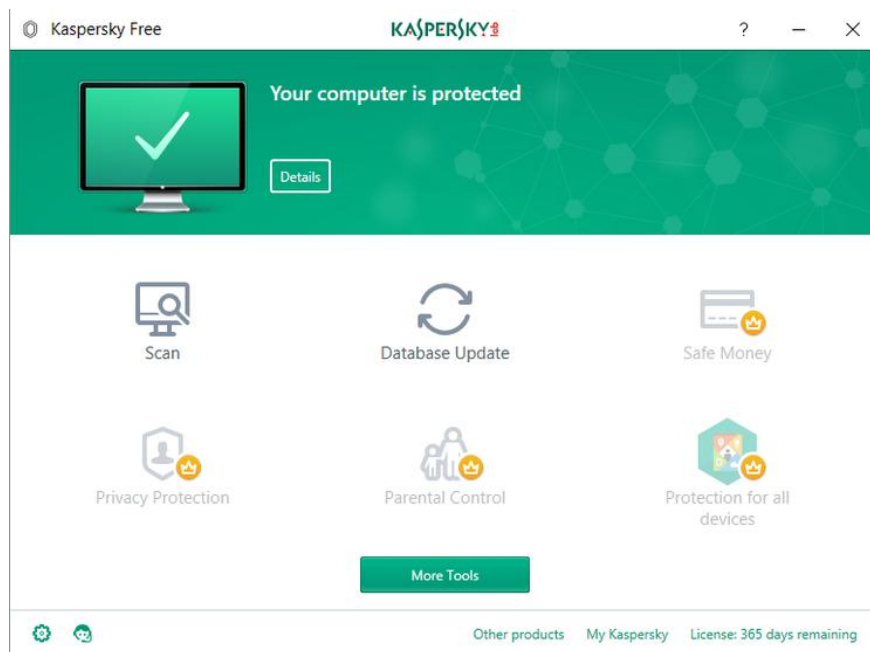 Kaspersky Free
KASPERSKY lab
?
Your computer is protected
Details
Scan
Database Update
Safe Money
Privacy Protection
Parental Control
Protection for all
devices
More Tools
Other products My Kaspersky License: 365 days remaining